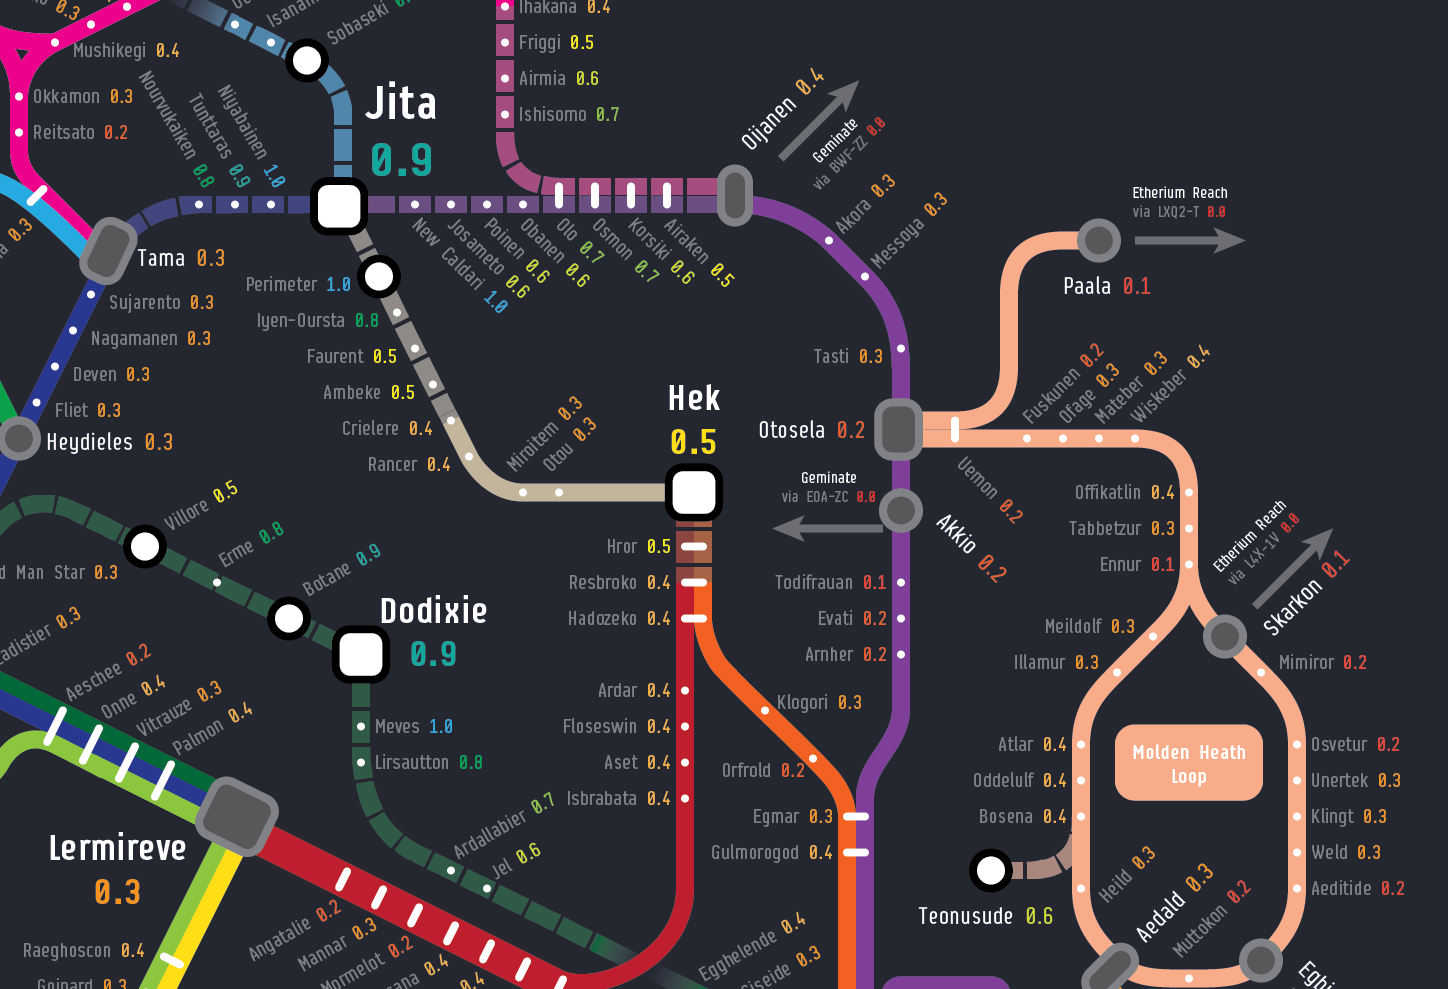 0.3
Mushikegi 0.4
Okkamon 0.3
Reitsato 0.2
Nourvukaiken 0.8
Tunttaras 0.9
Niyabainen 1.0
Sobaseki
Jita
0.9
Ihakana 0.4
Friggi 0.5
Airmia 0.6
Ishisomo 0.7
Oijanen 0.4
Geminate
via BWF-ZZ 0.0
Akora 0.3
Messoya 0.3
Etherium Reach
via LXQ2-T 0.0
Paala 0.1
0.3
Tama 0.3
Sujarento 0.3
Nagamanen 0.3
Deven 0.3
Fliet 0.3
Heydieles 0.3
New Caldari 1.0
Josameto 0.6
Poinen 0.6
Obanen 0.6
Olo 0.7
Osmon 0.7
Korsiki 0.6
Airaken 0.5
Perimeter 1.0
Iyen-Oursta 0.8
Faurent 0.5
Ambeke 0.5
Crielere 0.4
Rancer 0.4
Miroitem 0.3
Otou 0.3
Hek
0.5
Tasti 0.3
Otosela 0.2
Geminate
via EOA-ZC 0.0
Akkio 0.2
Fuskunen 0.2
Ofage 0.3
Mateber 0.3
Wiskeber 0.4
Uemon 0.2
Offikatlin 0.4
Tabbetzur 0.3
Ennur 0.1
Etherium Reach
via L4X-1V 0.0
Skarkon 0.1
Villore 0.5
Erme 0.8
Botane 0.9
d Man Star 0.3
Dodixie
0.9
Hror 0.5
Resbroko 0.4
Hadozeko 0.4
Todifrauan 0.1
Evati 0.2
Arnher 0.2
Meildolf 0.3
Illamur 0.3
Mimiror 0.2
adistier 0.3
Aeschee 0.2
Onne 0.4
Vitrauze 0.3
Palmon 0.4
Meves 1.0
Lirsautton 0.8
Ardar 0.4
Floseswin 0.4
Aset 0.4
Isbrabata 0.4
Klogori 0.3
Orfrold 0.2
Egmar 0.3
Gulmorogod 0.4
Atlar 0.4
Oddelulf 0.4
Bosena 0.4
Molden Heath
Loop
Osvetur 0.2
Unertek 0.3
Klingt 0.3
Weld 0.3
Aeditide 0.2
Lermireve
0.3
Ardallabier 0.7
Jel 0.6
Teonusude 0.6
Heild 0.3
Aedald 0.3
Muttokon 0.2
Raeghoscon 0.4
0.3
Angatalie 0.2
Mannar 0.3
Mormelot 0.2
0.4
0.4
Egghelende 0.4
0.3